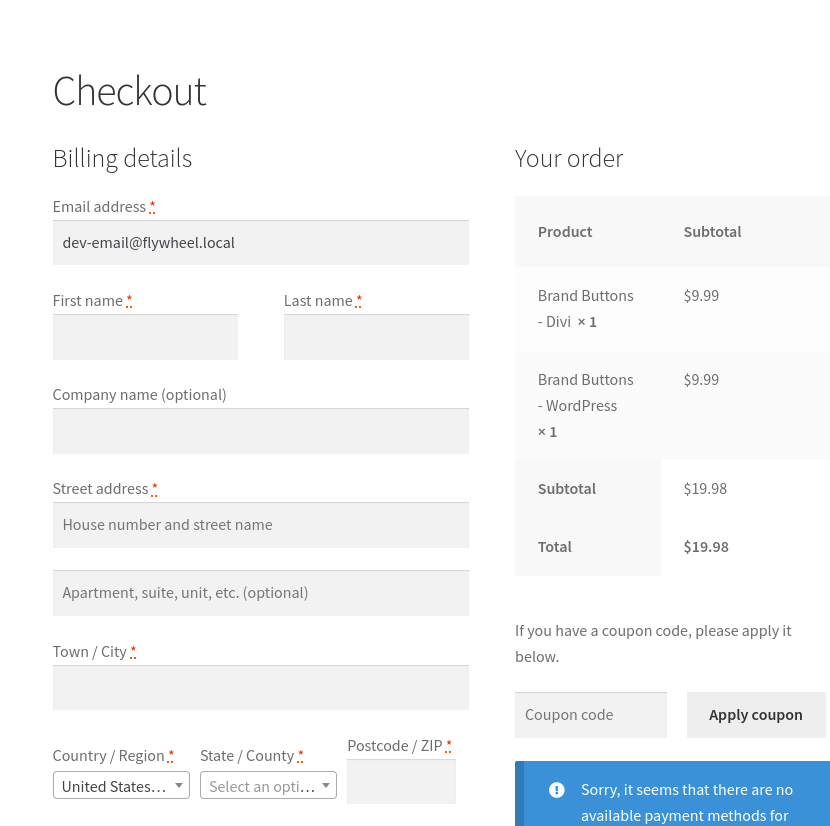 Checkout
Billing details
Email address *
dev-email@flywheel.local
First name *
Last name *
Company name (optional)
Street address *
House number and street name
Apartment, suite, unit, etc. (optional)
Town / City *
Country / Region *
United States…
State / County *
Select an opti…
Postcode / ZIP *
Your order
Product Subtotal
Brand Buttons $9.99
- Divi × 1
Brand Buttons $9.99
- WordPress
× 1
Subtotal $19.98
Total $19.98
If you have a coupon code, please apply it
below.
Coupon code
Apply coupon
Sorry, it seems that there are no
available payment methods for